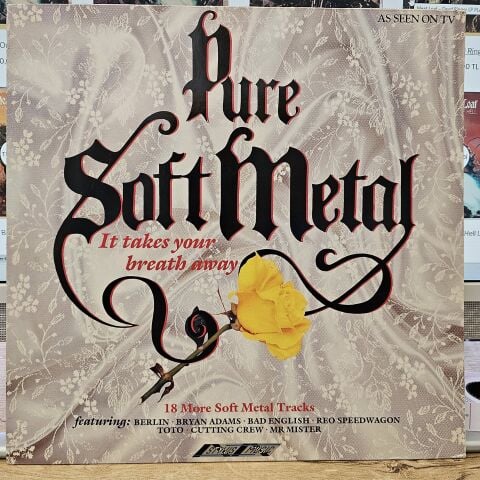 AS SEEN ON TV
Pure
Soft Metal
It takes your
breath away
18 More Soft Metal Tracks
featuring: BERLIN · BRYAN ADAMS · BAD ENGLISH · REO SPEEDWAGON
TOTO · CUTTING CREW · MR MISTER